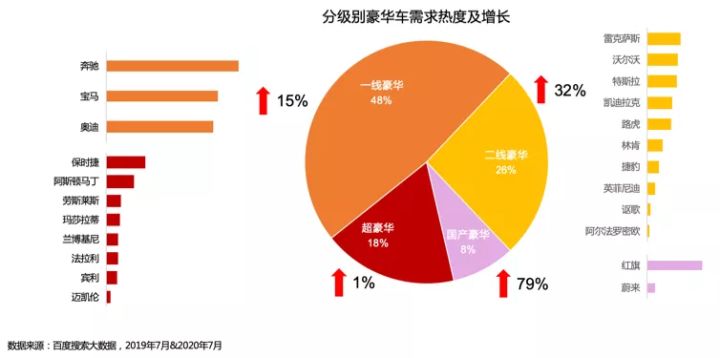 分级别豪华车需求热度及增长
奔驰
宝马
奥迪
保时捷
阿斯顿马丁
劳斯莱斯
玛莎拉蒂
兰博基尼
法拉利
宾利
迈凯伦
15%
一线豪华
48%
32%
二线豪华
26%
超豪华
18%
国产豪华
8%
1%
79%
雷克萨斯
沃尔沃
特斯拉
凯迪拉克
路虎
林肯
捷豹
英菲尼迪
讴歌
阿尔法罗密欧
红旗
蔚来
数据来源：百度搜索大数据，2019年7月&2020年7月